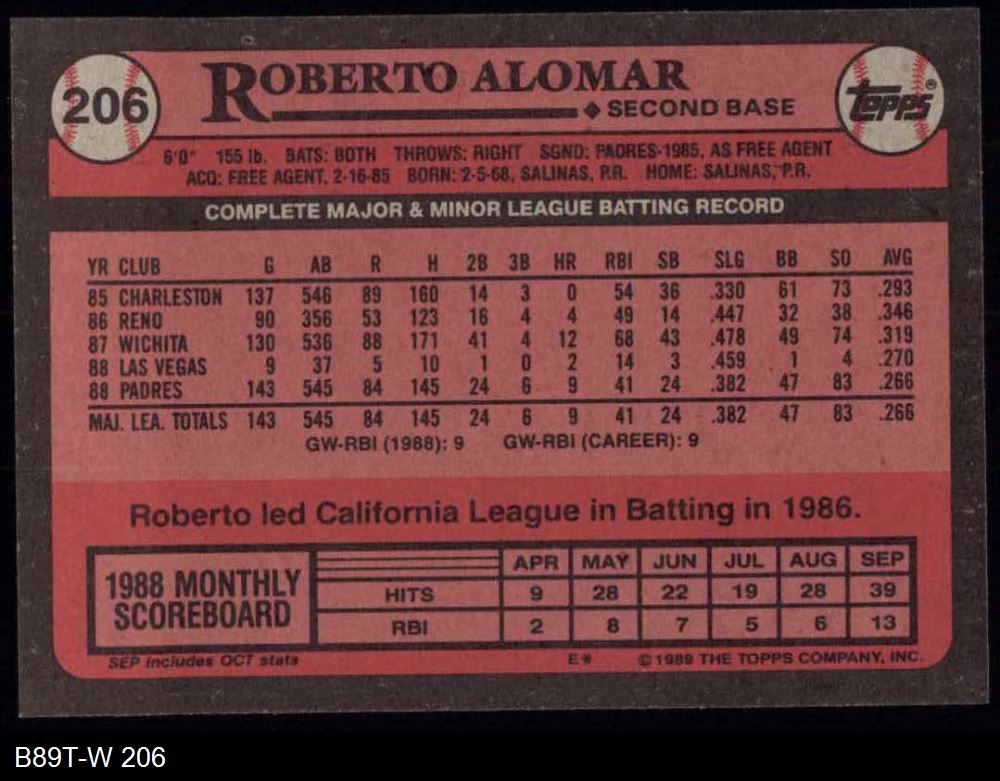 206
ROBERTO ALOMAR
SECOND BASE
Topps®
6'0" 155 lb. BATS: BOTH THROWS: RIGHT SGND: PADRES-1985, AS FREE AGENT
ACQ: FREE AGENT, 2-16-85 BORN: 2-5-68, SALINAS, P.R. HOME: SALINAS, P.R.
COMPLETE MAJOR & MINOR LEAGUE BATTING RECORD
YR CLUB G AB R H 2B 3B HR RBI SB SLG BB SO AVG
85 CHARLESTON 137 546 89 160 14 3 0 54 36 .330 61 73 .293
86 RENO 90 356 53 123 16 4 4 49 14 .447 32 38 .346
87 WICHITA 130 536 88 171 41 4 12 68 43 .478 49 74 .319
88 LAS VEGAS 9 37 5 10 1 0 2 14 3 .459 1 4 .270
88 PADRES 143 545 84 145 24 6 9 41 24 .382 47 83 .266
MAJ. LEA. TOTALS 143 545 84 145 24 6 9 41 24 .382 47 83 .266
GW-RBI (1988): 9 GW-RBI (CAREER): 9
Roberto led California League in Batting in 1986.
1988 MONTHLY
SCOREBOARD
APR MAY JUN JUL AUG SEP
HITS 9 28 22 19 28 39
RBI 2 8 7 5 6 13
SEP includes OCT stats E* © 1989 THE TOPPS COMPANY, INC.
B89T-W 206